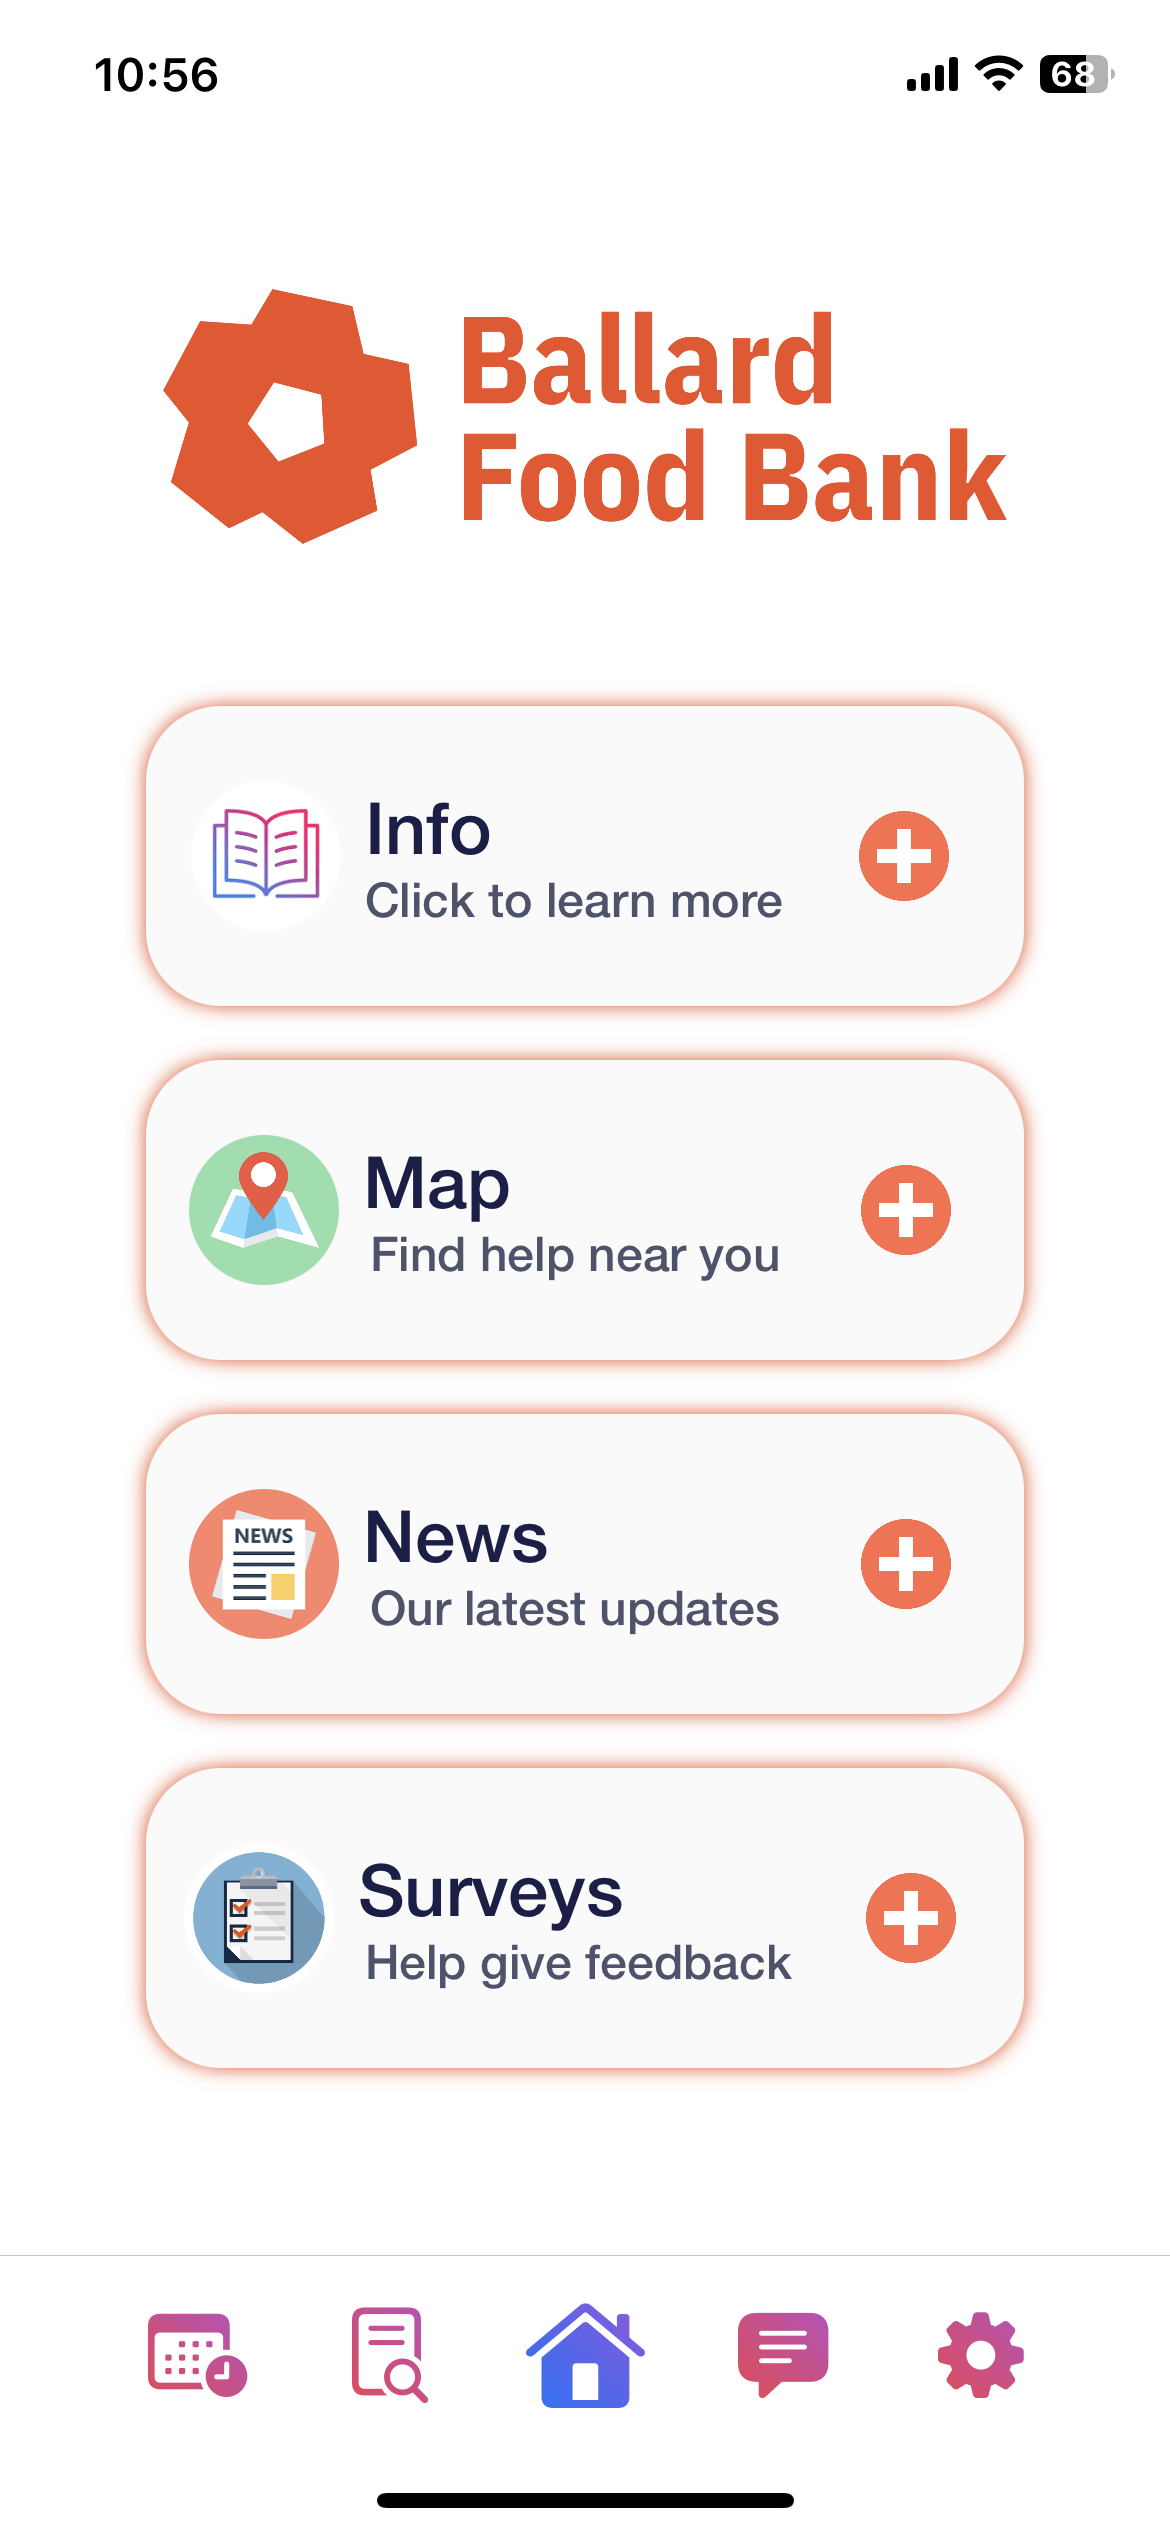 10:56
68
Ballard
Food Bank
Info
Click to learn more
Map
Find help near you
NEWS
News
Our latest updates
Surveys
Help give feedback